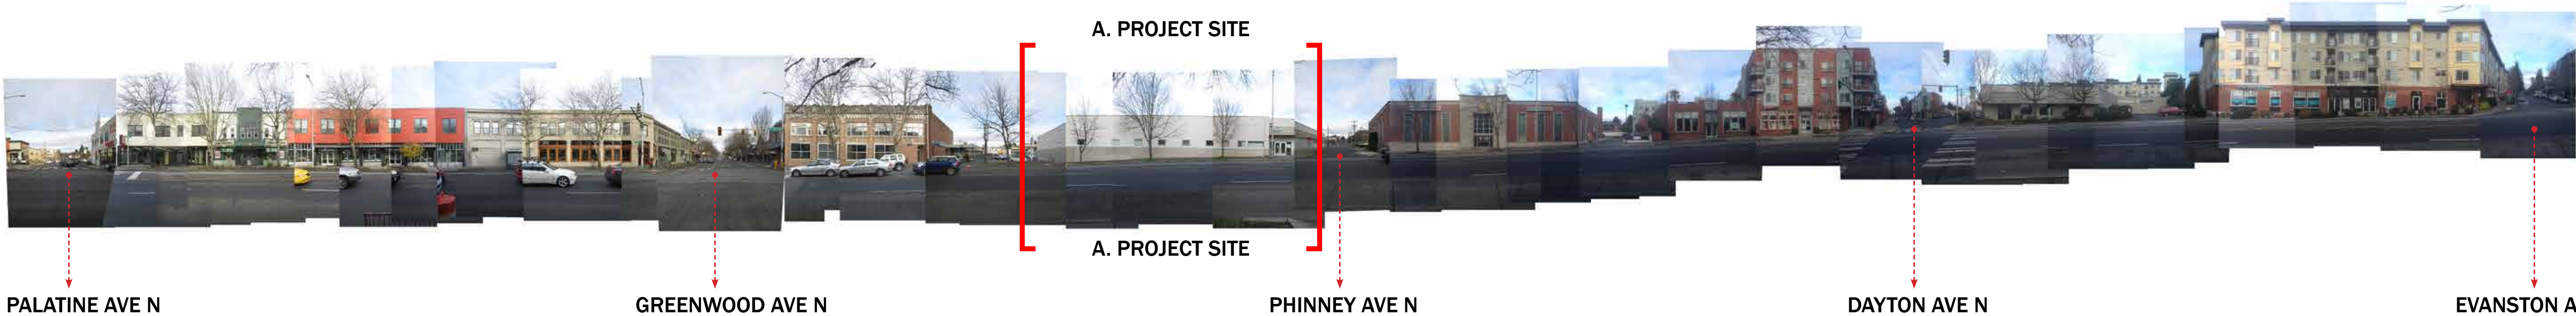 A. PROJECT SITE
A. PROJECT SITE
PALATINE AVE N
GREENWOOD AVE N
PHINNEY AVE N
DAYTON AVE N
EVANSTON A